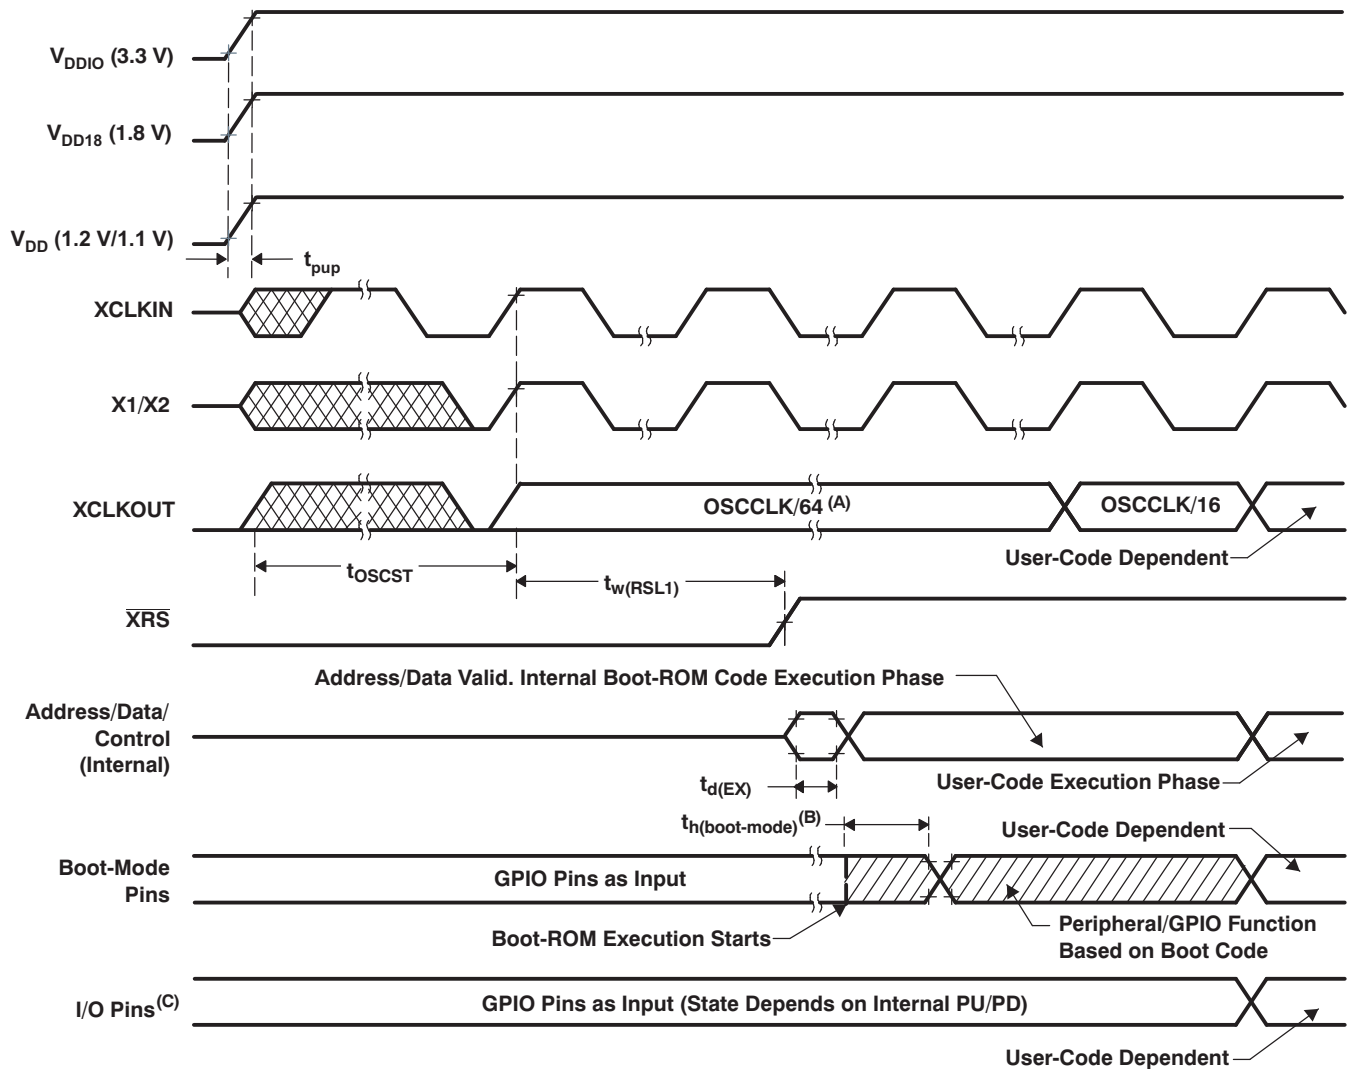 V_DDIO (3.3 V)
V_DD18 (1.8 V)
V_DD (1.2 V/1.1 V)
t_pup
XCLKIN
X1/X2
XCLKOUT
OSCCLK/64 (A)
OSCCLK/16
User-Code Dependent
t_OSCST
t_w(RSL1)
X̅R̅S̅
Address/Data Valid. Internal Boot-ROM Code Execution Phase
Address/Data/
Control
(Internal)
t_d(EX)
User-Code Execution Phase
t_h(boot-mode) (B)
User-Code Dependent
Boot-Mode
Pins
GPIO Pins as Input
Boot-ROM Execution Starts
Peripheral/GPIO Function
Based on Boot Code
I/O Pins (C)
GPIO Pins as Input (State Depends on Internal PU/PD)
User-Code Dependent